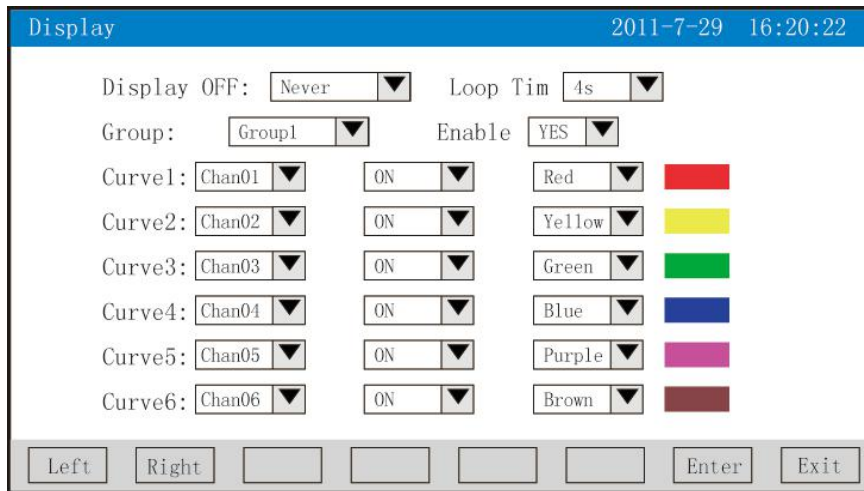 Display 2011-7-29 16:20:22
Display OFF: Never Loop Tim 4s
Group: Group1 Enable YES
Curve1: Chan01 ON Red
Curve2: Chan02 ON Yellow
Curve3: Chan03 ON Green
Curve4: Chan04 ON Blue
Curve5: Chan05 ON Purple
Curve6: Chan06 ON Brown
Left Right Enter Exit